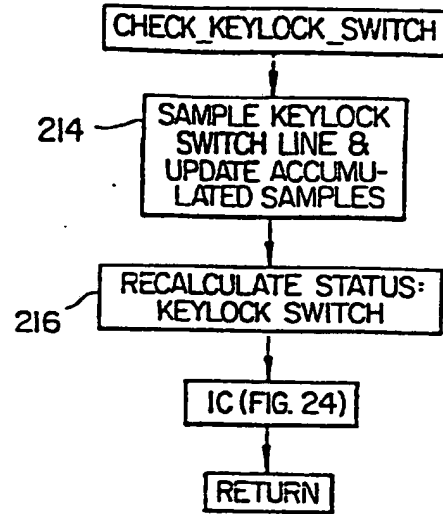 CHECK_KEYLOCK_SWITCH
214
SAMPLE KEYLOCK
SWITCH LINE &
UPDATE ACCUMU-
LATED SAMPLES
216
RECALCULATE STATUS:
KEYLOCK SWITCH
IC (FIG. 24)
RETURN